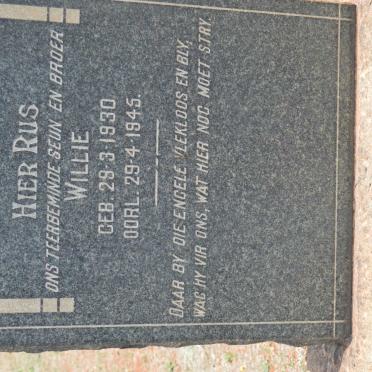 HIER RUS
ONS TEERBEMINDE SEUN EN BROER
WILLIE
GEB. 29-3-1930
OORL. 29-4-1945.
DAAR BY DIE ENGELE VLEKLOOS EN BLY,
WAG HY VIR ONS, WAT HIER NOG MOET STRY.